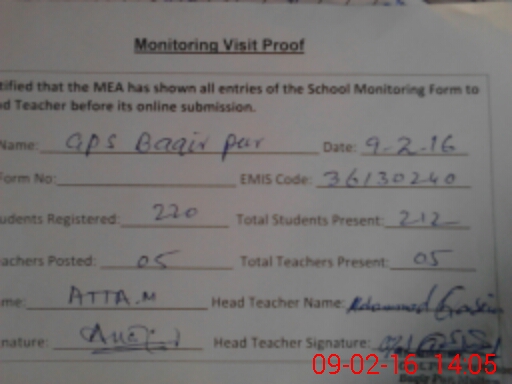 Monitoring Visit Proof
tified that the MEA has shown all entries of the School Monitoring Form to
d Teacher before its online submission.
Name: GPS Baqir pur Date: 9-2-16
Form No: EMIS Code: 36130240
udents Registered: 220 Total Students Present: 212
achers Posted: 05 Total Teachers Present: 05
me: ATTA.M Head Teacher Name:
nature: Head Teacher Signature:
09-02-16 14:05